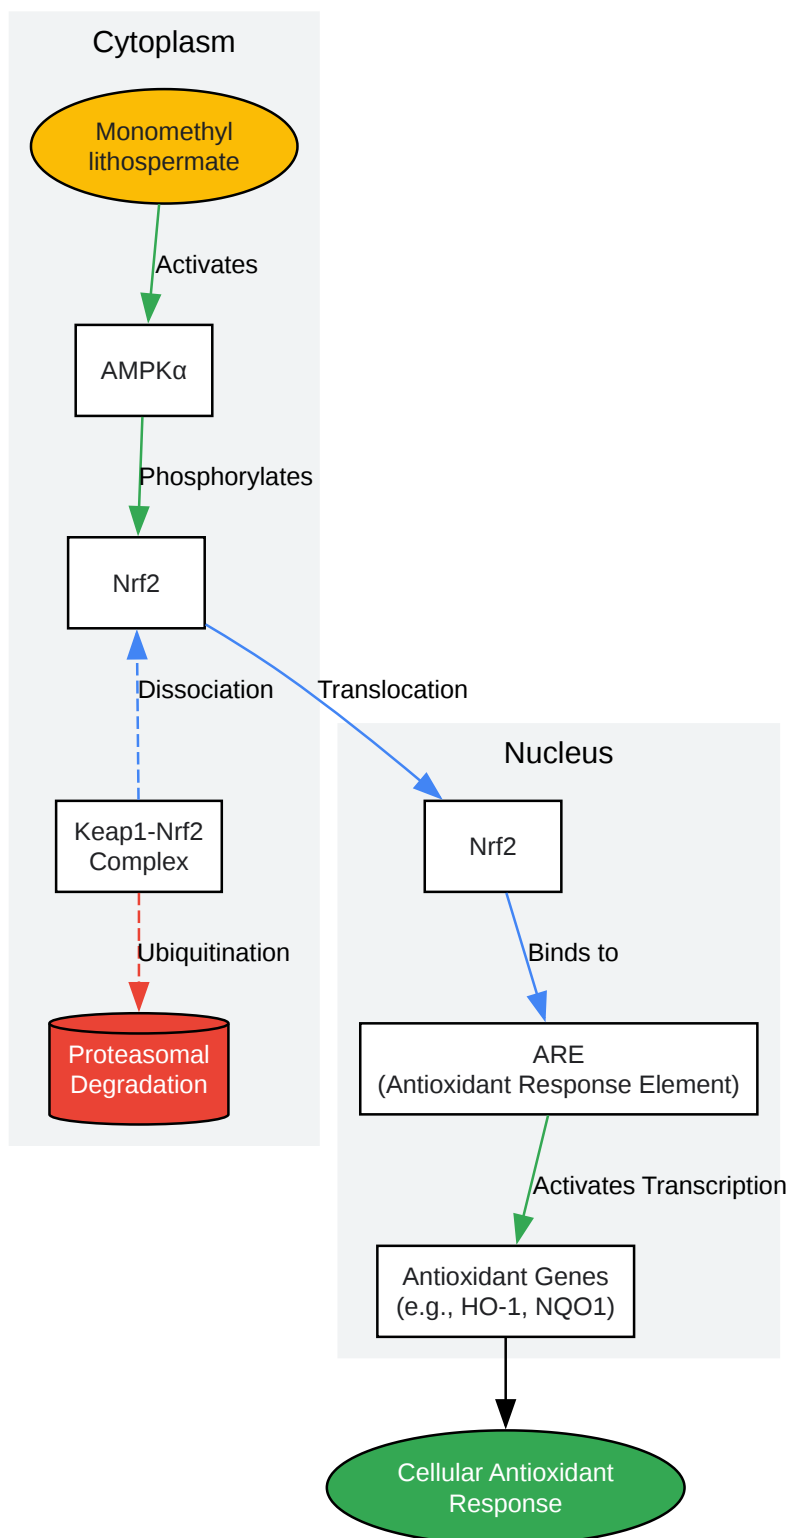 Cytoplasm
Monomethyl
lithospermate
Activates
AMPKα
Phosphorylates
Nrf2
Dissociation
Translocation
Keap1-Nrf2
Complex
Ubiquitination
Proteasomal
Degradation
Nucleus
Nrf2
Binds to
ARE
(Antioxidant Response Element)
Activates Transcription
Antioxidant Genes
(e.g., HO-1, NQO1)
Cellular Antioxidant
Response